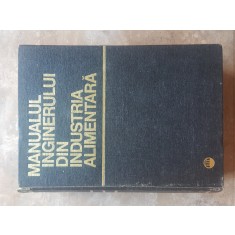 MANUALUL
INGINERULUI
DIN
INDUSTRIA
ALIMENTARĂ